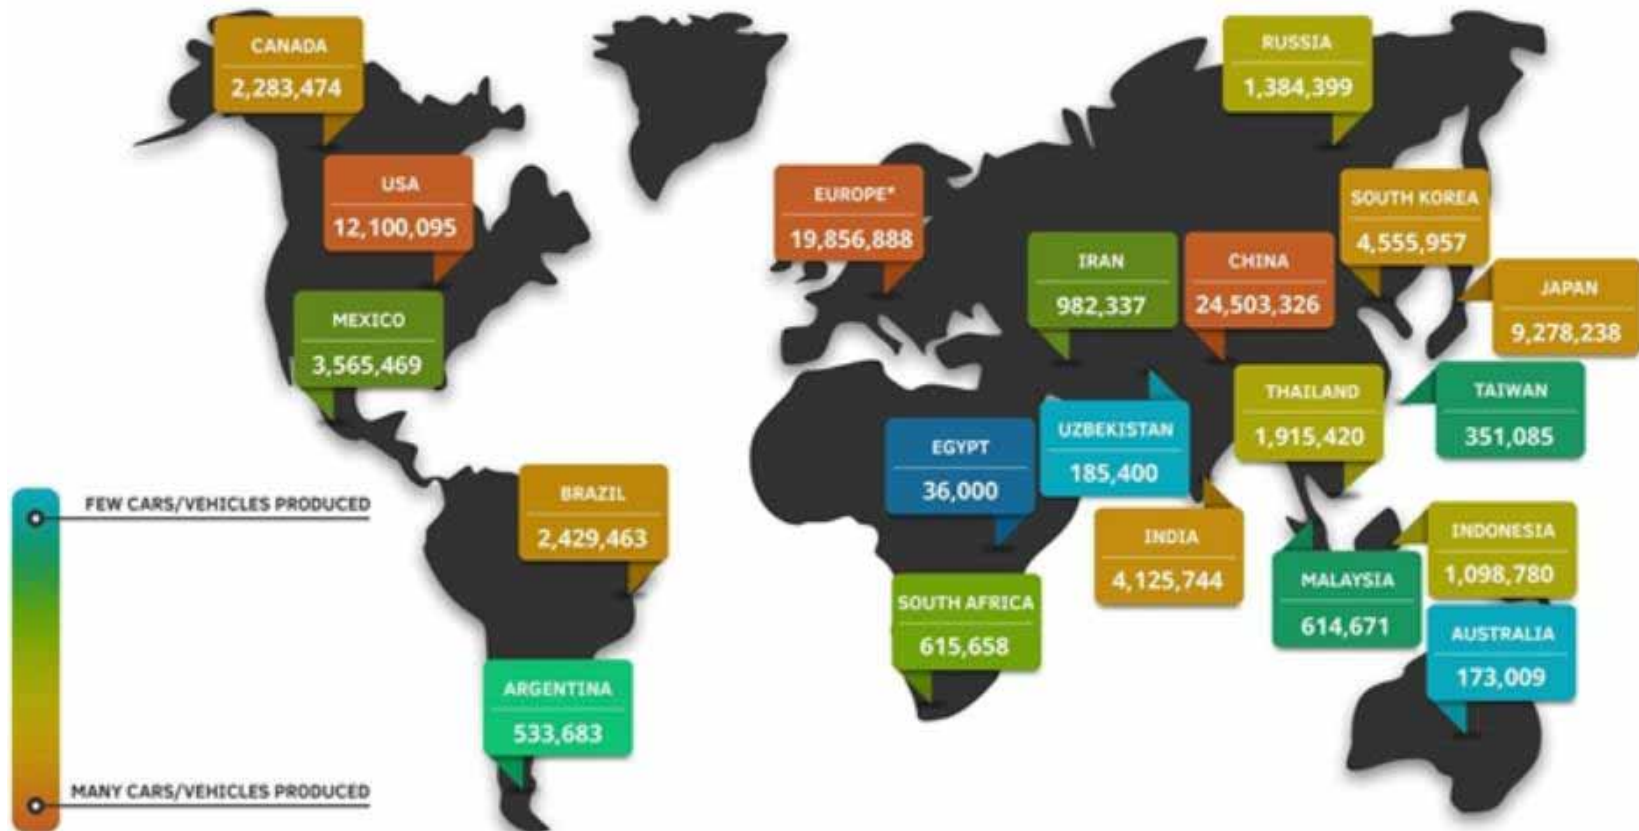 CANADA
2,283,474
RUSSIA
1,384,399
USA
12,100,095
EUROPE*
19,856,888
SOUTH KOREA
4,555,957
IRAN
982,337
CHINA
24,503,326
JAPAN
9,278,238
MEXICO
3,565,469
THAILAND
1,915,420
TAIWAN
351,085
EGYPT
36,000
UZBEKISTAN
185,400
BRAZIL
2,429,463
FEW CARS/VEHICLES PRODUCED
INDIA
4,125,744
INDONESIA
1,098,780
MALAYSIA
614,671
SOUTH AFRICA
615,658
AUSTRALIA
173,009
ARGENTINA
533,683
MANY CARS/VEHICLES PRODUCED